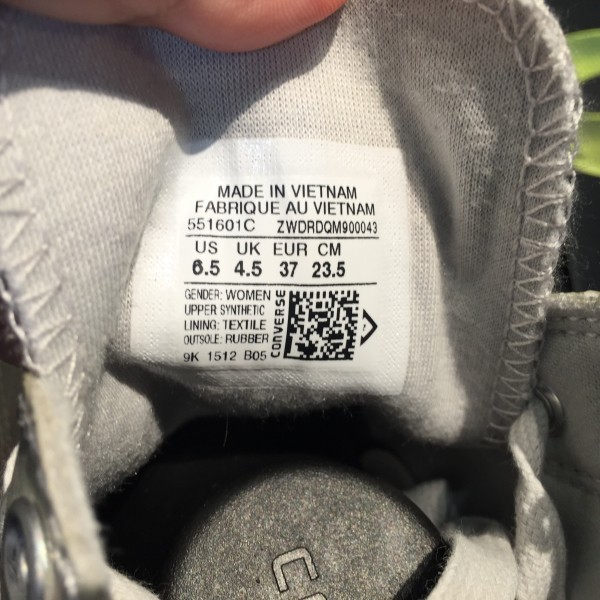 MADE IN VIETNAM
FABRIQUE AU VIETNAM
551601C ZWDRDQM900043
US UK EUR CM
6.5 4.5 37 23.5
GENDER: WOMEN
UPPER SYNTHETIC
LINING: TEXTILE
OUTSOLE: RUBBER
9K 1512 B05
CONVERSE